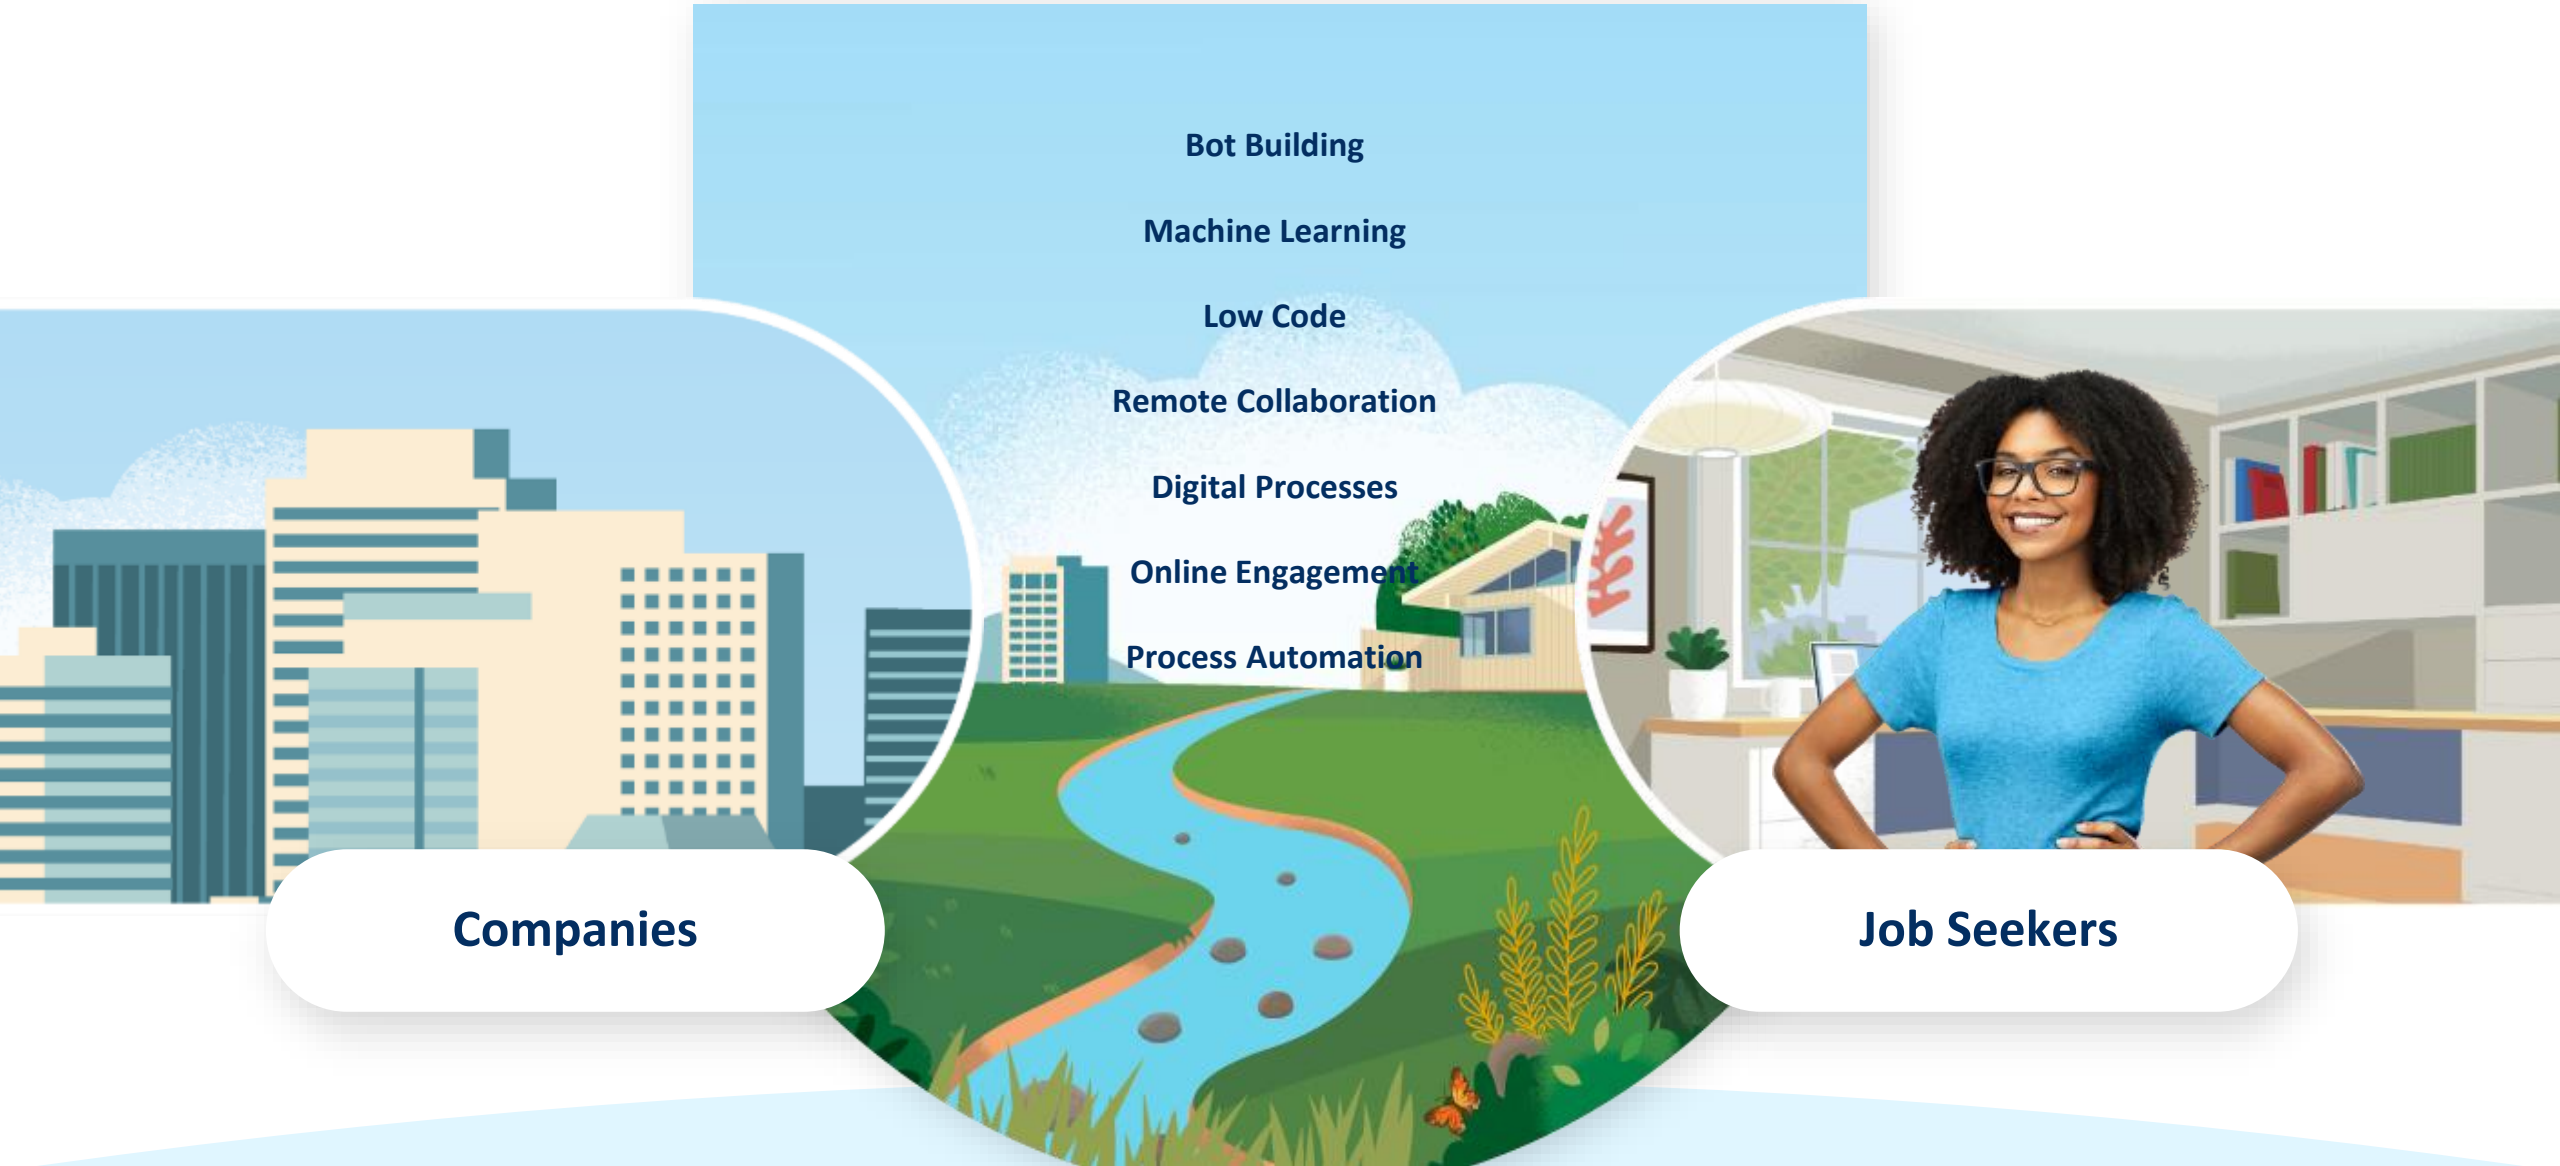 Bot Building
Machine Learning
Low Code
Remote Collaboration
Digital Processes
Online Engagement
Process Automation
Companies
Job Seekers